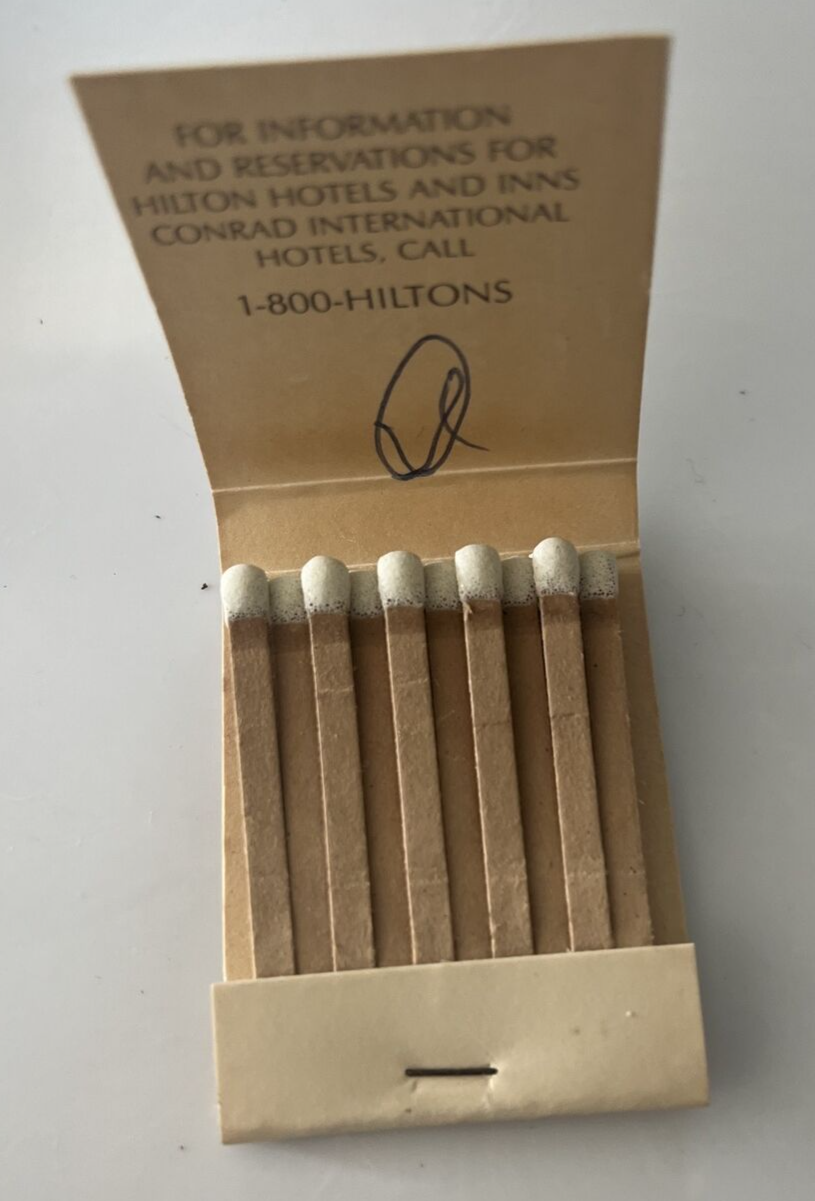 FOR INFORMATION
AND RESERVATIONS FOR
HILTON HOTELS AND INNS
CONRAD INTERNATIONAL
HOTELS, CALL
1-800-HILTONS